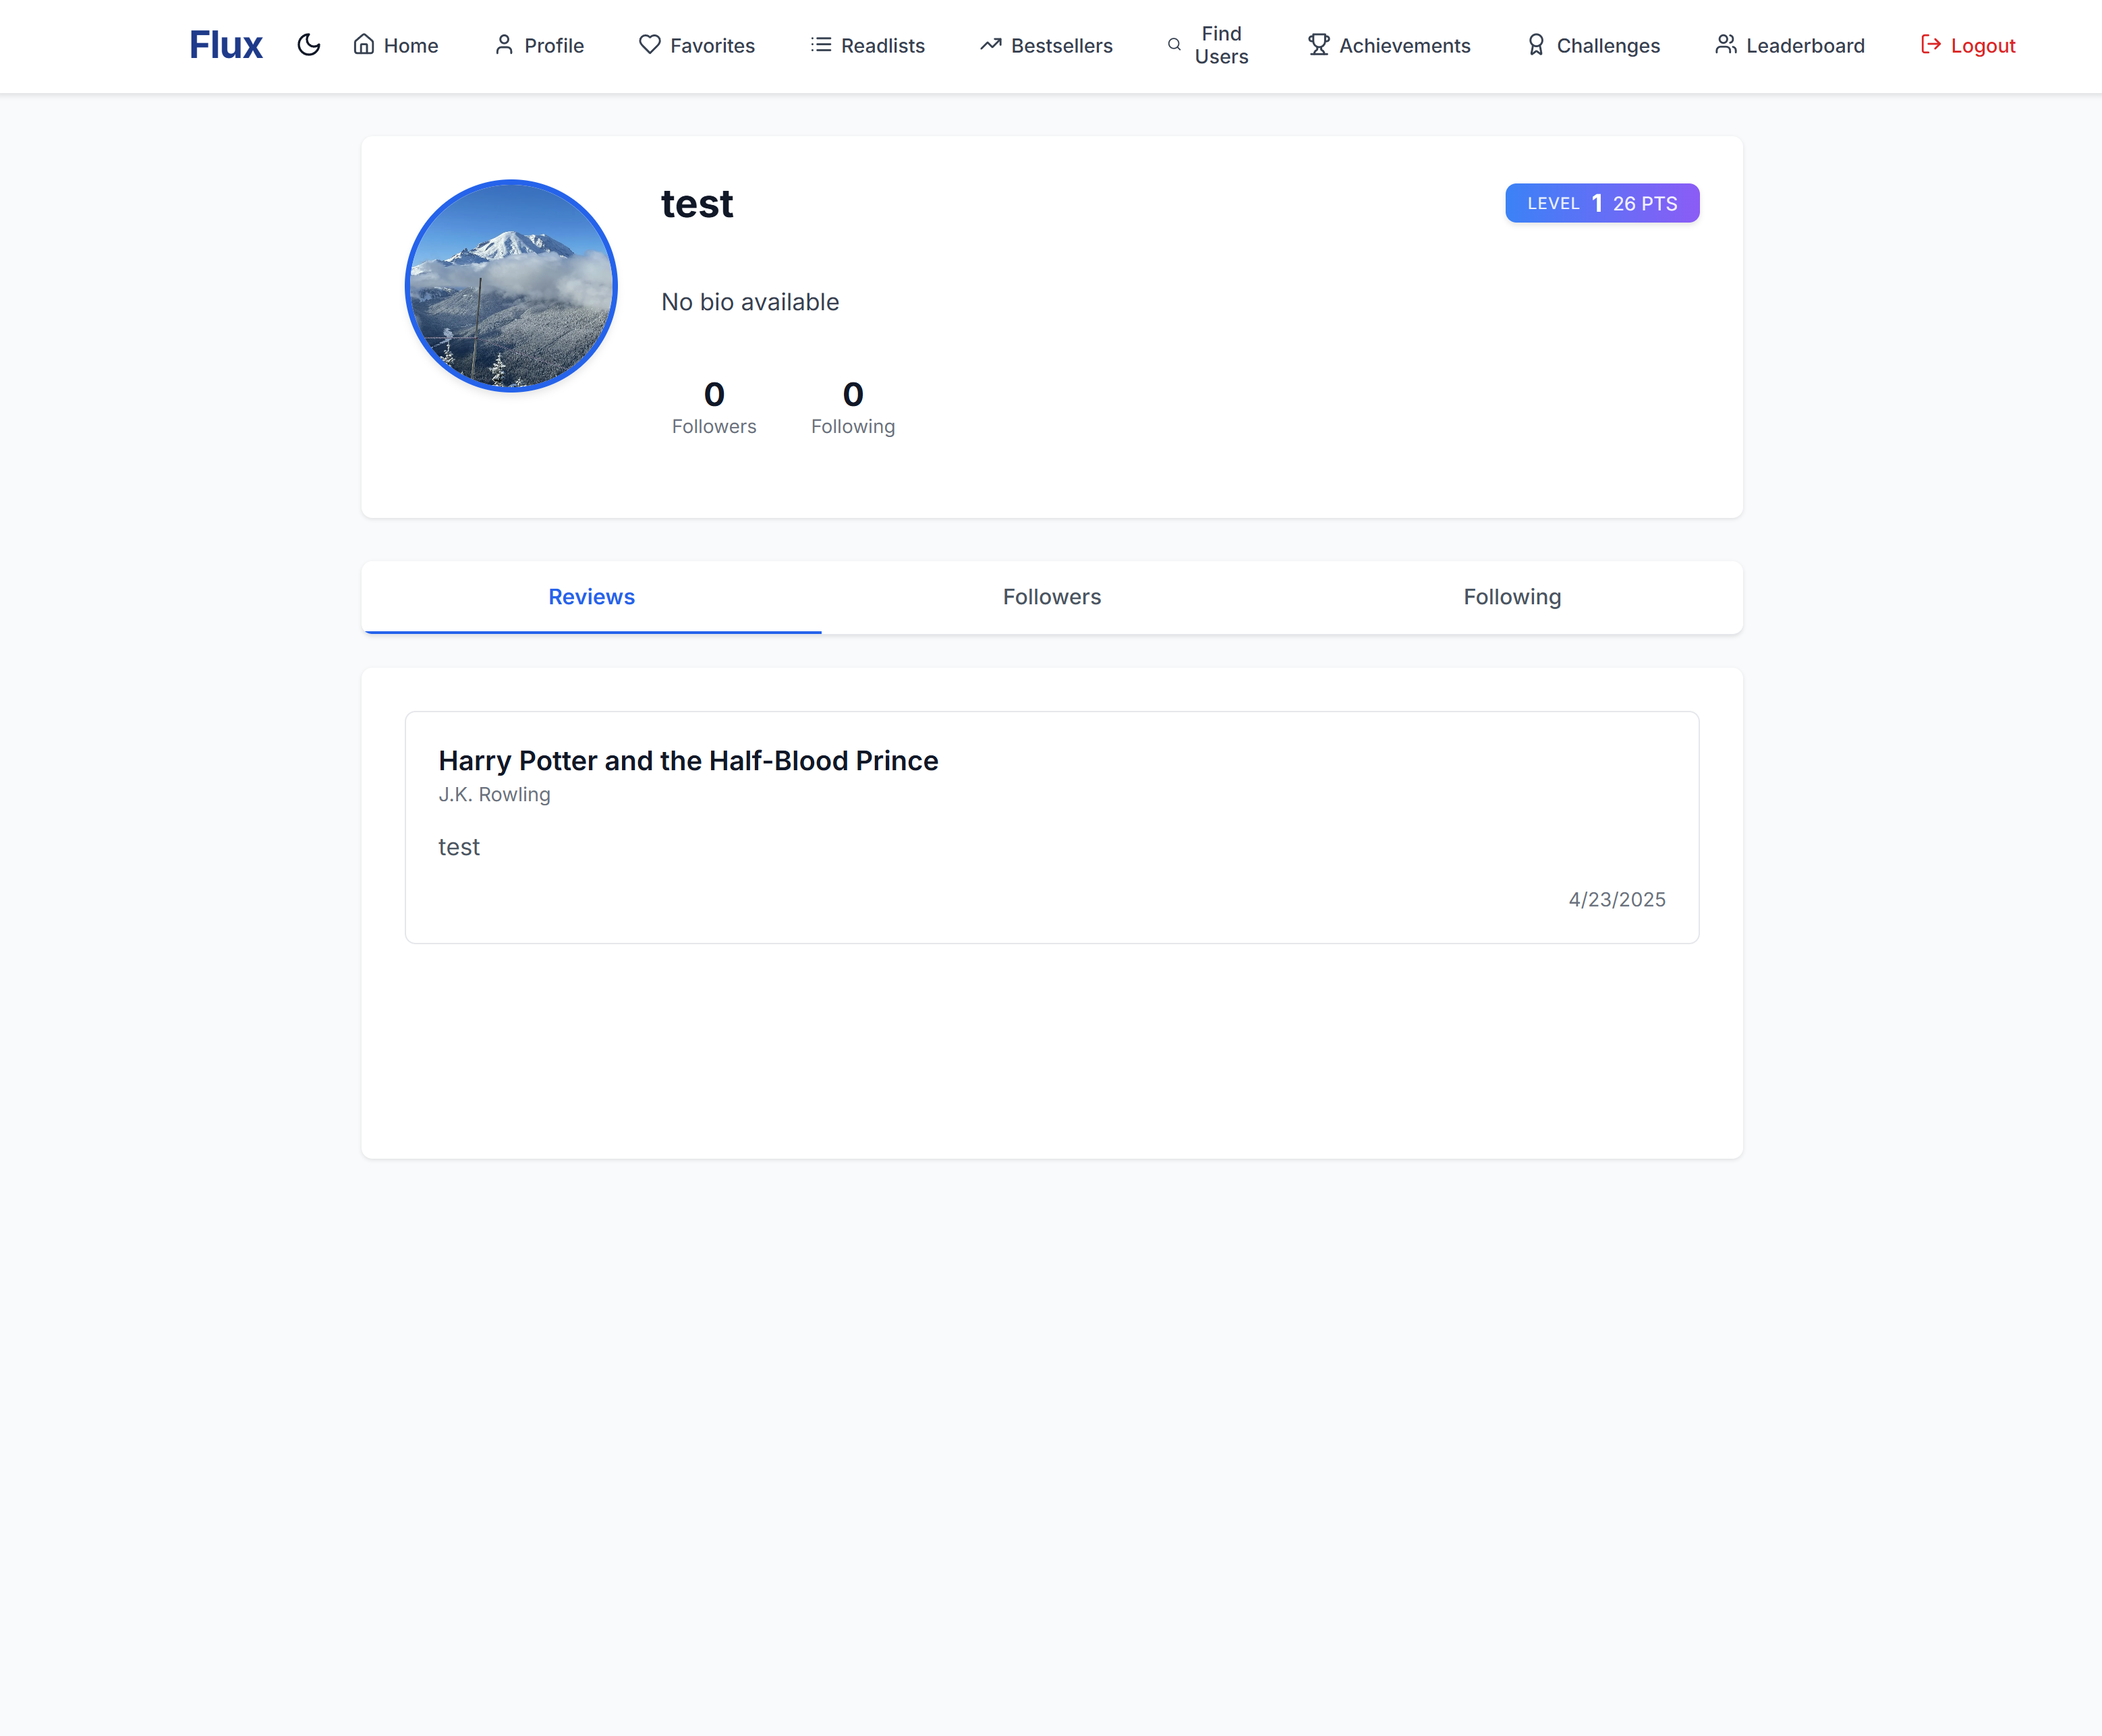 Flux Home Profile Favorites Readlists Bestsellers Find Users Achievements Challenges Leaderboard Logout
test
LEVEL 1 26 PTS
No bio available
0 0
Followers Following
Reviews Followers Following
Harry Potter and the Half-Blood Prince
J.K. Rowling
test
4/23/2025